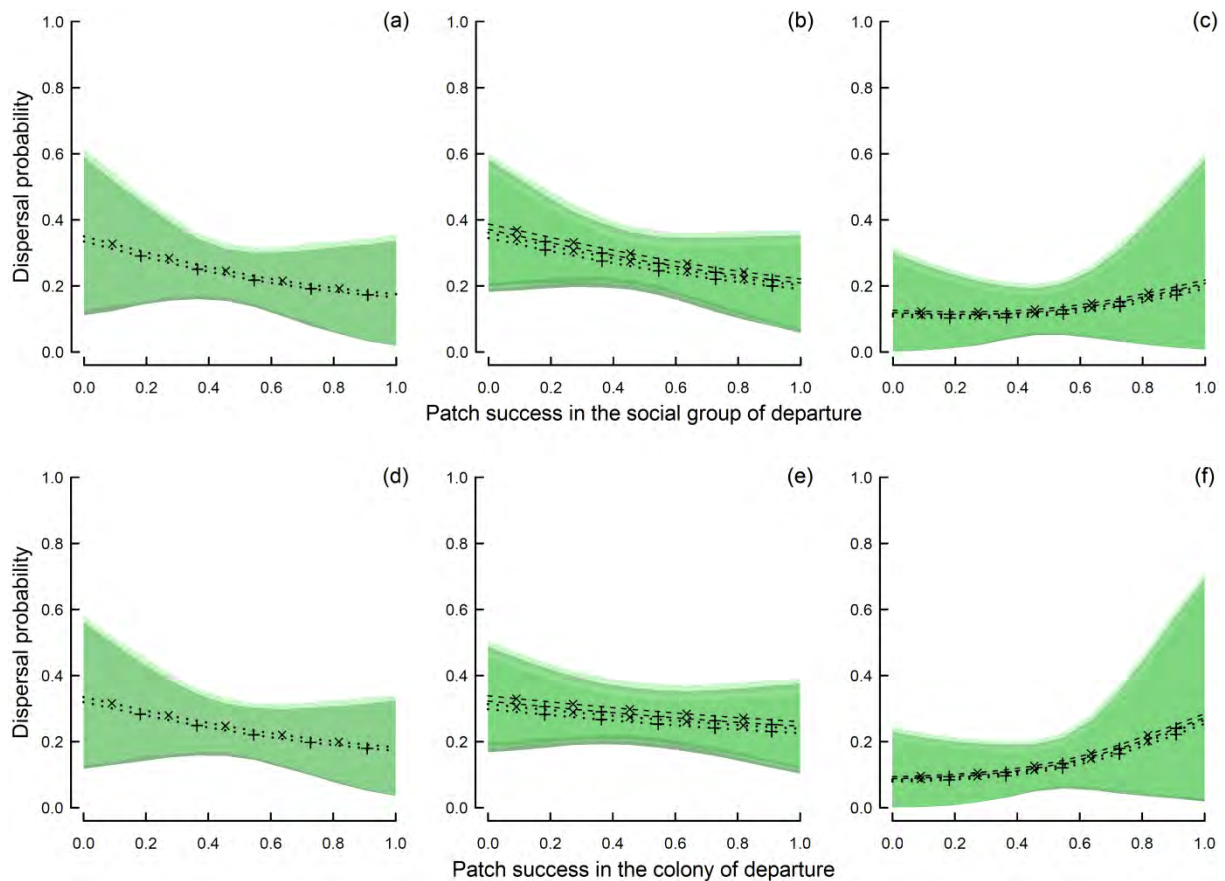 (a) (b) (c)
Dispersal probability
1.0 1.0 1.0
0.8 0.8 0.8
0.6 0.6 0.6
0.4 0.4 0.4
0.2 0.2 0.2
0.0 0.0 0.0
0.0 0.2 0.4 0.6 0.8 1.0 0.0 0.2 0.4 0.6 0.8 1.0 0.0 0.2 0.4 0.6 0.8 1.0
Patch success in the social group of departure
(d) (e) (f)
Dispersal probability
1.0 1.0 1.0
0.8 0.8 0.8
0.6 0.6 0.6
0.4 0.4 0.4
0.2 0.2 0.2
0.0 0.0 0.0
0.0 0.2 0.4 0.6 0.8 1.0 0.0 0.2 0.4 0.6 0.8 1.0 0.0 0.2 0.4 0.6 0.8 1.0
Patch success in the colony of departure